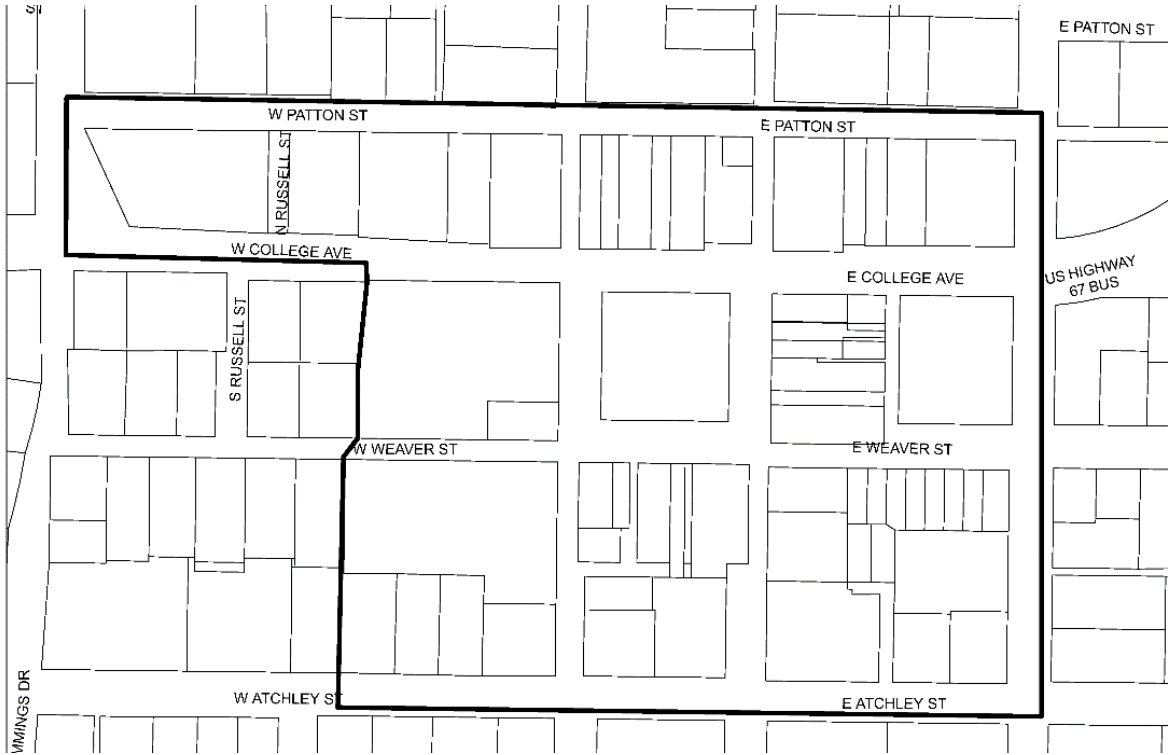 S
E PATTON ST
W PATTON ST
E PATTON ST
N RUSSELL ST
W COLLEGE AVE
E COLLEGE AVE
US HIGHWAY
67 BUS
S RUSSELL ST
W WEAVER ST
E WEAVER ST
W ATCHLEY ST
E ATCHLEY ST
MMINGS DR